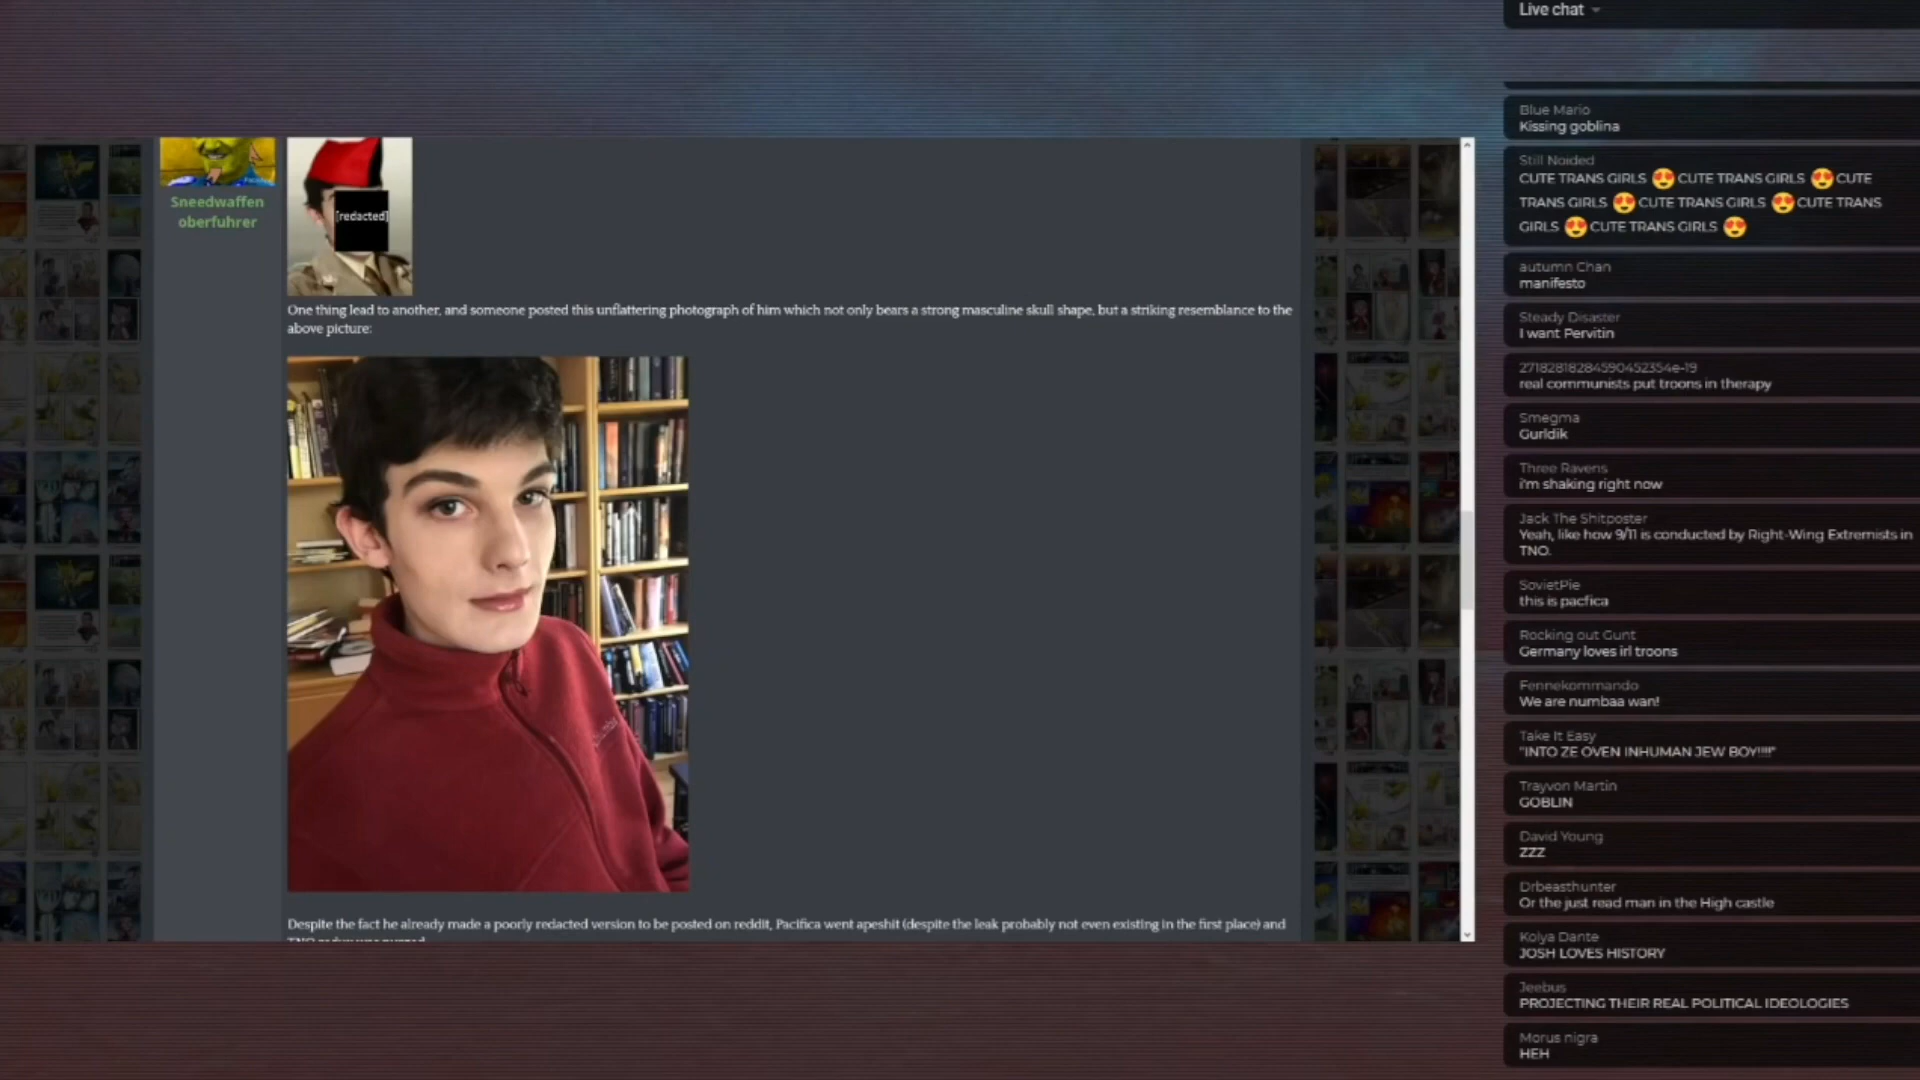 Live chat
Sneedwaffen
oberfuhrer
[redacted]
One thing lead to another, and someone posted this unflattering photograph of him which not only bears a strong masculine skull shape, but a striking resemblance to the
above picture:
Despite the fact he already made a poorly redacted version to be posted on reddit, Pacifica went apeshit (despite the leak probably not even existing in the first place) and
Blue Mario
Kissing goblina
Still Noided
CUTE TRANS GIRLS 😍 CUTE TRANS GIRLS 😍 CUTE
TRANS GIRLS 😍 CUTE TRANS GIRLS 😍 CUTE TRANS
GIRLS 😍 CUTE TRANS GIRLS 😍
autumn Chan
manifesto
Steady Disaster
I want Pervitin
2718281828459045​2354e-19
real communists put troons in therapy
Smegma
Gurldik
Three Ravens
i'm shaking right now
Jack The Shitposter
Yeah, like how 9/11 is conducted by Right-Wing Extremists in
TNO.
SovietPie
this is pacfica
Rocking out Gunt
Germany loves irl troons
Fennekommando
We are numbaa wan!
Take It Easy
"INTO ZE OVEN INHUMAN JEW BOY!!!!"
Trayvon Martin
GOBLIN
David Young
ZZZ
Drbeasthunter
Or the just read man in the High castle
Kolya Dante
JOSH LOVES HISTORY
Jeebus
PROJECTING THEIR REAL POLITICAL IDEOLOGIES
Morus nigra
HEH